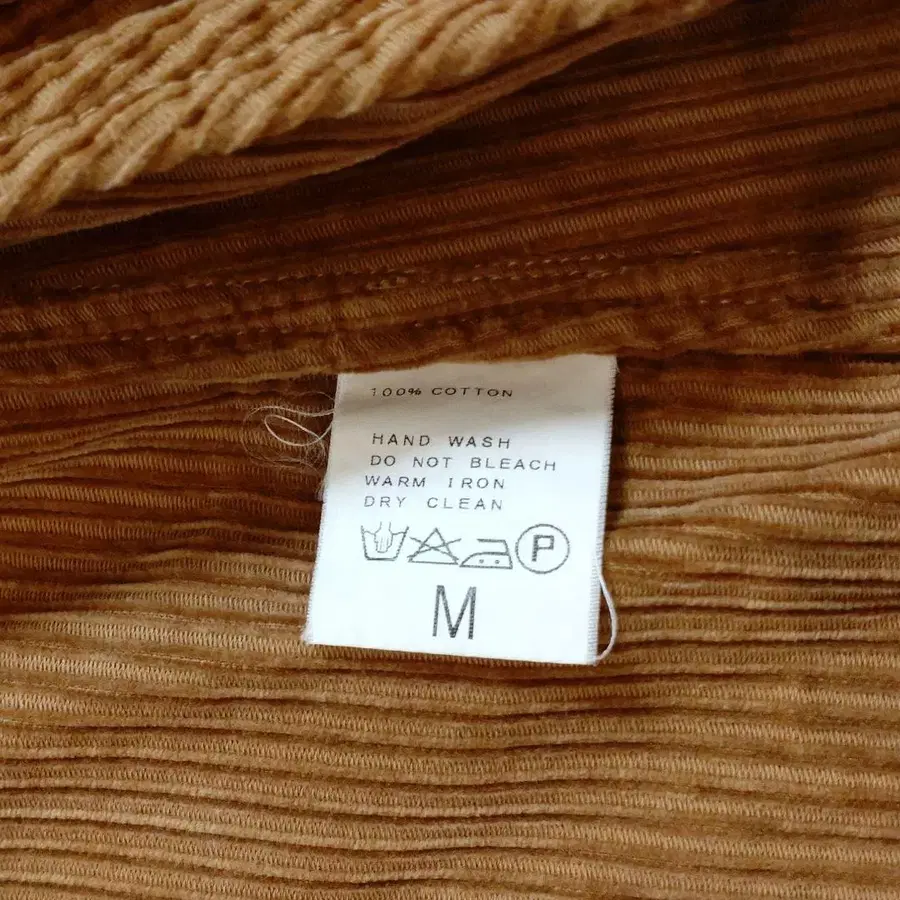 100% COTTON
HAND WASH
DO NOT BLEACH
WARM IRON
DRY CLEAN
P
M